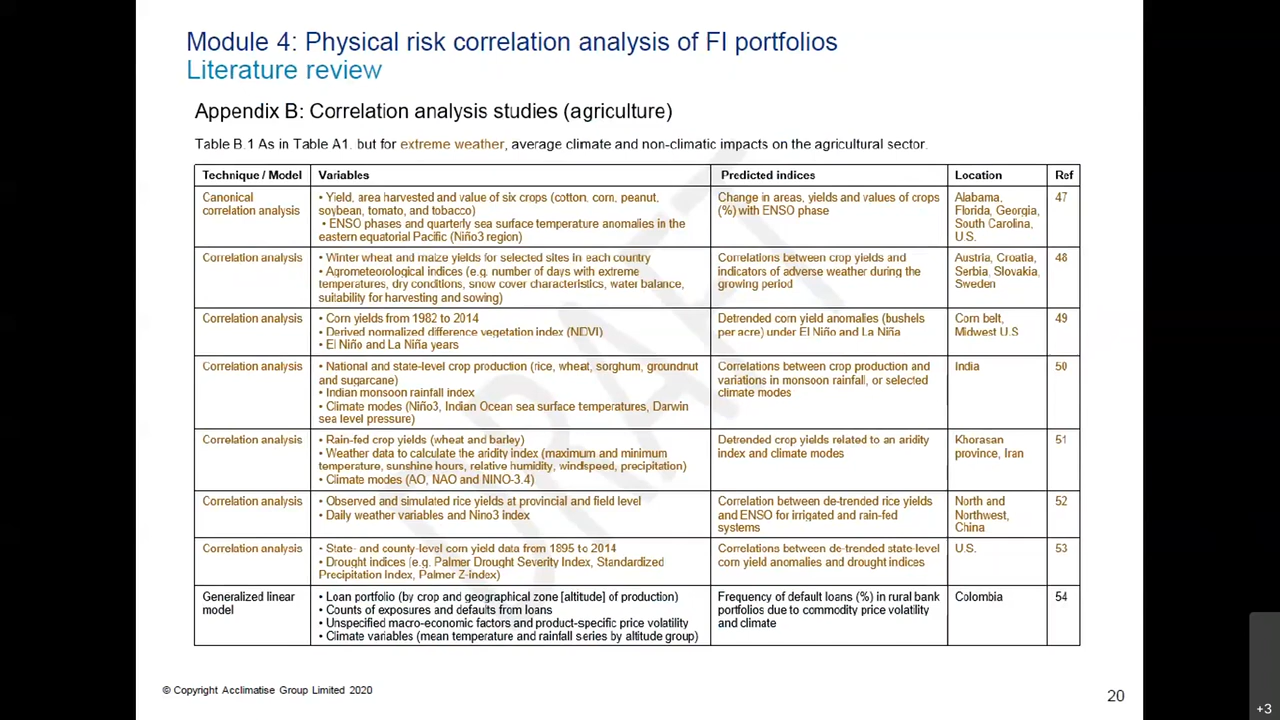 Module 4: Physical risk correlation analysis of FI portfolios
Literature review
Appendix B: Correlation analysis studies (agriculture)
Table B.1 As in Table A1. but for extreme weather, average climate and non-climatic impacts on the agricultural sector.
Technique / Model Variables Predicted indices Location Ref
Canonical correlation analysis
• Yield, area harvested and value of six crops (cotton, corn, peanut,
soybean, tomato, and tobacco)
• ENSO phases and quarterly sea surface temperature anomalies in the
eastern equatorial Pacific (Niño3 region)
Change in areas, yields and values of crops
(%) with ENSO phase
Alabama,
Florida, Georgia,
South Carolina,
U.S.
47
Correlation analysis
• Winter wheat and maize yields for selected sites in each country
• Agrometeorological indices (e.g. number of days with extreme
temperatures, dry conditions, snow cover characteristics, water balance,
suitability for harvesting and sowing)
Correlations between crop yields and
indicators of adverse weather during the
growing period
Austria, Croatia,
Serbia, Slovakia,
Sweden
48
Correlation analysis
• Corn yields from 1982 to 2014
• Derived normalized difference vegetation index (NDVI)
• El Niño and La Niña years
Detrended corn yield anomalies (bushels
per acre) under El Niño and La Niña
Corn belt,
Midwest U.S
49
Correlation analysis
• National and state-level crop production (rice, wheat, sorghum, groundnut
and sugarcane)
• Indian monsoon rainfall index
• Climate modes (Niño3, Indian Ocean sea surface temperatures, Darwin
sea level pressure)
Correlations between crop production and
variations in monsoon rainfall, or selected
climate modes
India
50
Correlation analysis
• Rain-fed crop yields (wheat and barley)
• Weather data to calculate the aridity index (maximum and minimum
temperature, sunshine hours, relative humidity, windspeed, precipitation)
• Climate modes (AO, NAO and NINO-3.4)
Detrended crop yields related to an aridity
index and climate modes
Khorasan
province, Iran
51
Correlation analysis
• Observed and simulated rice yields at provincial and field level
• Daily weather variables and Nino3 index
Correlation between de-trended rice yields
and ENSO for irrigated and rain-fed
systems
North and
Northwest,
China
52
Correlation analysis
• State- and county-level corn yield data from 1895 to 2014
• Drought indices (e.g. Palmer Drought Severity Index, Standardized
Precipitation Index, Palmer Z-index)
Correlations between de-trended state-level
corn yield anomalies and drought indices
U.S.
53
Generalized linear
model
• Loan portfolio (by crop and geographical zone [altitude] of production)
• Counts of exposures and defaults from loans
• Unspecified macro-economic factors and product-specific price volatility
• Climate variables (mean temperature and rainfall series by altitude group)
Frequency of default loans (%) in rural bank
portfolios due to commodity price volatility
and climate
Colombia
54
DRAFT
© Copyright Acclimatise Group Limited 2020
20
+3